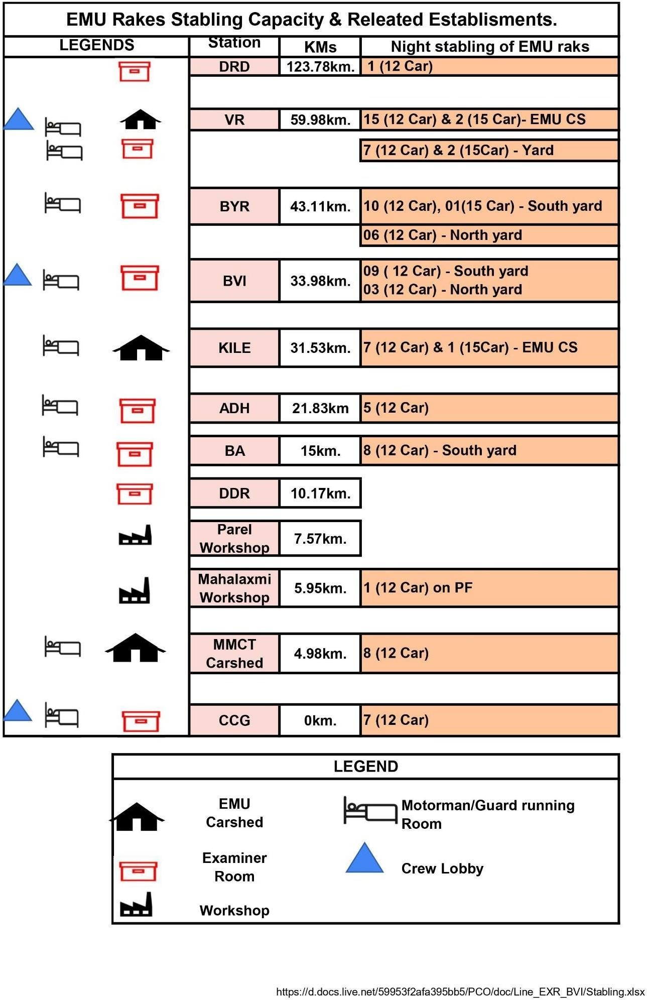 EMU Rakes Stabling Capacity & Releated Establisments.
LEGENDS Station KMs Night stabling of EMU raks
DRD 123.78km. 1 (12 Car)
VR 59.98km. 15 (12 Car) & 2 (15 Car)- EMU CS
7 (12 Car) & 2 (15Car) - Yard
BYR 43.11km. 10 (12 Car), 01(15 Car) - South yard
06 (12 Car) - North yard
BVI 33.98km. 09 ( 12 Car) - South yard
03 (12 Car) - North yard
KILE 31.53km. 7 (12 Car) & 1 (15Car) - EMU CS
ADH 21.83km 5 (12 Car)
BA 15km. 8 (12 Car) - South yard
DDR 10.17km.
Parel
Workshop 7.57km.
Mahalaxmi
Workshop 5.95km. 1 (12 Car) on PF
MMCT
Carshed 4.98km. 8 (12 Car)
CCG 0km. 7 (12 Car)
LEGEND
EMU
Carshed
Motorman/Guard running
Room
Examiner
Room
Crew Lobby
Workshop
https://d.docs.live.net/59953f2afa395bb5/PCO/doc/Line_EXR_BVI/Stabling.xlsx